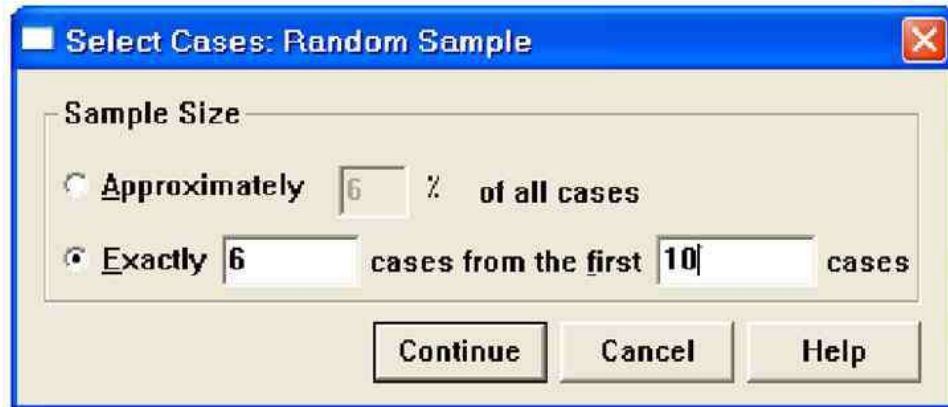 Select Cases: Random Sample
Sample Size
Approximately 6 % of all cases
Exactly 6 cases from the first 10 cases
Continue Cancel Help